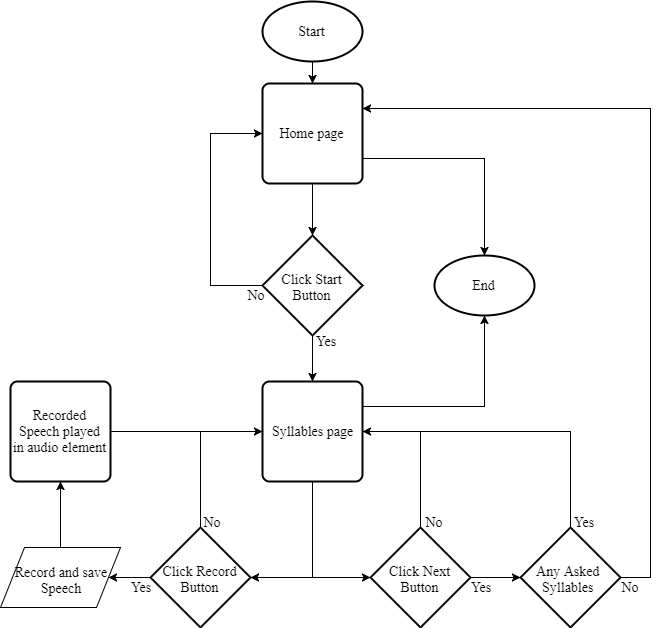 Start
Home page
Click Start
Button
No
End
Yes
Recorded
Speech played
in audio element
Syllables page
No
No
Yes
Record and save
Speech
Yes
Click Record
Button
Click Next
Button
Yes
Any Asked
Syllables
No